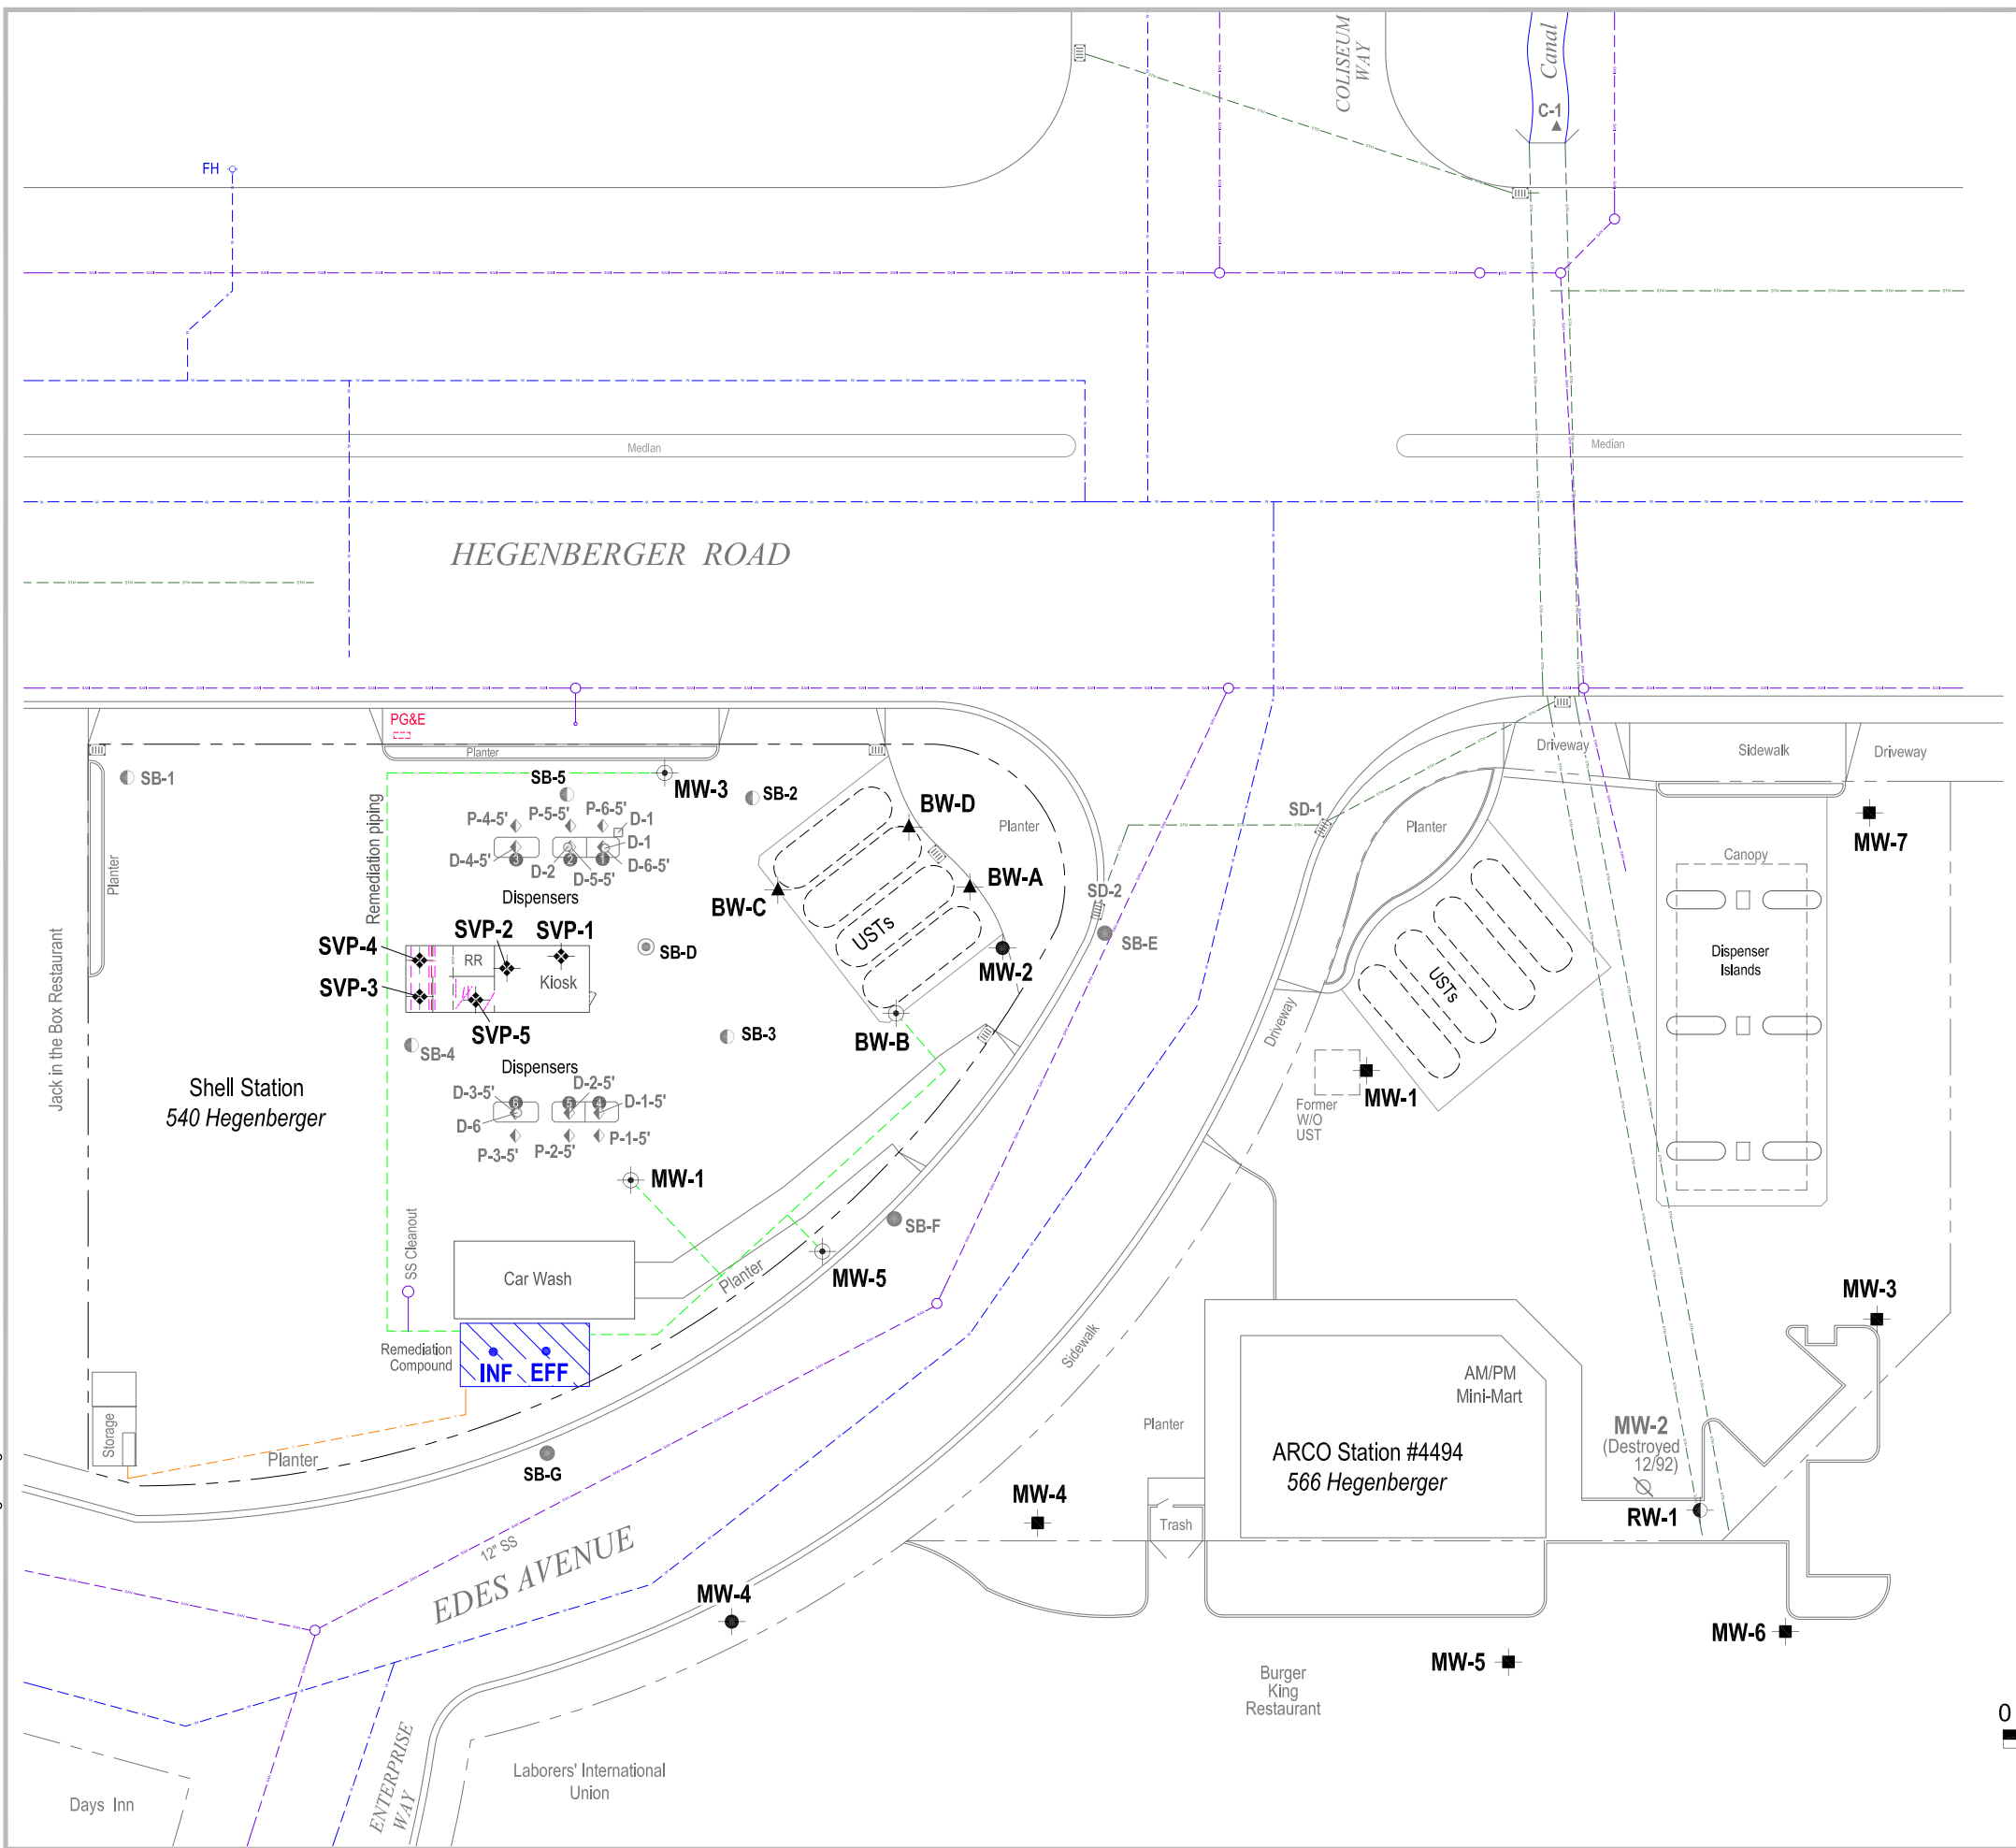 COLISEUM
WAY
Canal
C-1
FH
Median
Median
HEGENBERGER ROAD
PG&E
Planter
Driveway
Sidewalk
Driveway
SB-1
SB-5
MW-3
SB-2
BW-D
Planter
SD-1
Planter
MW-7
P-4-5'
P-5-5'
P-6-5'
D-1
D-1
D-4-5'
D-2
D-5-5'
D-6-5'
3
2
1
Canopy
Planter
Remediation piping
Dispensers
BW-C
BW-A
SD-2
SVP-4
SVP-2
SVP-1
SB-D
USTs
SB-E
USTs
Dispenser
Islands
RR
Kiosk
MW-2
SVP-3
SVP-5
SB-4
SB-3
BW-B
Driveway
Jack in the Box Restaurant
Dispensers
MW-1
Former
W/O
UST
Shell Station
540 Hegenberger
D-3-5'
D-2-5'
D-1-5'
6
5
4
D-6
P-3-5'
P-2-5'
P-1-5'
MW-1
SB-F
SS Cleanout
Car Wash
Planter
MW-5
MW-3
Remediation
Compound
INF
EFF
Sidewalk
AM/PM
Mini-Mart
Storage
Planter
SB-G
Planter
ARCO Station #4494
566 Hegenberger
MW-2
(Destroyed
12/92)
RW-1
MW-4
Trash
12" SS
EDES AVENUE
MW-4
MW-5
MW-6
Burger
King
Restaurant
0
ENTERPRISE
WAY
Laborers' International
Union
Days Inn